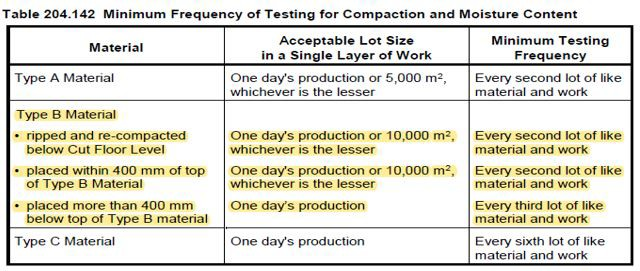 Table 204.142 Minimum Frequency of Testing for Compaction and Moisture Content
Material
Acceptable Lot Size
in a Single Layer of Work
Minimum Testing
Frequency
Type A Material
One day's production or 5,000 m²,
whichever is the lesser
Every second lot of like
material and work
Type B Material
• ripped and re-compacted
below Cut Floor Level
One day's production or 10,000 m²,
whichever is the lesser
Every second lot of like
material and work
• placed within 400 mm of top
of Type B Material
One day's production or 10,000 m²,
whichever is the lesser
Every second lot of like
material and work
• placed more than 400 mm
below top of Type B material
One day's production
Every third lot of like
material and work
Type C Material
One day's production
Every sixth lot of like
material and work